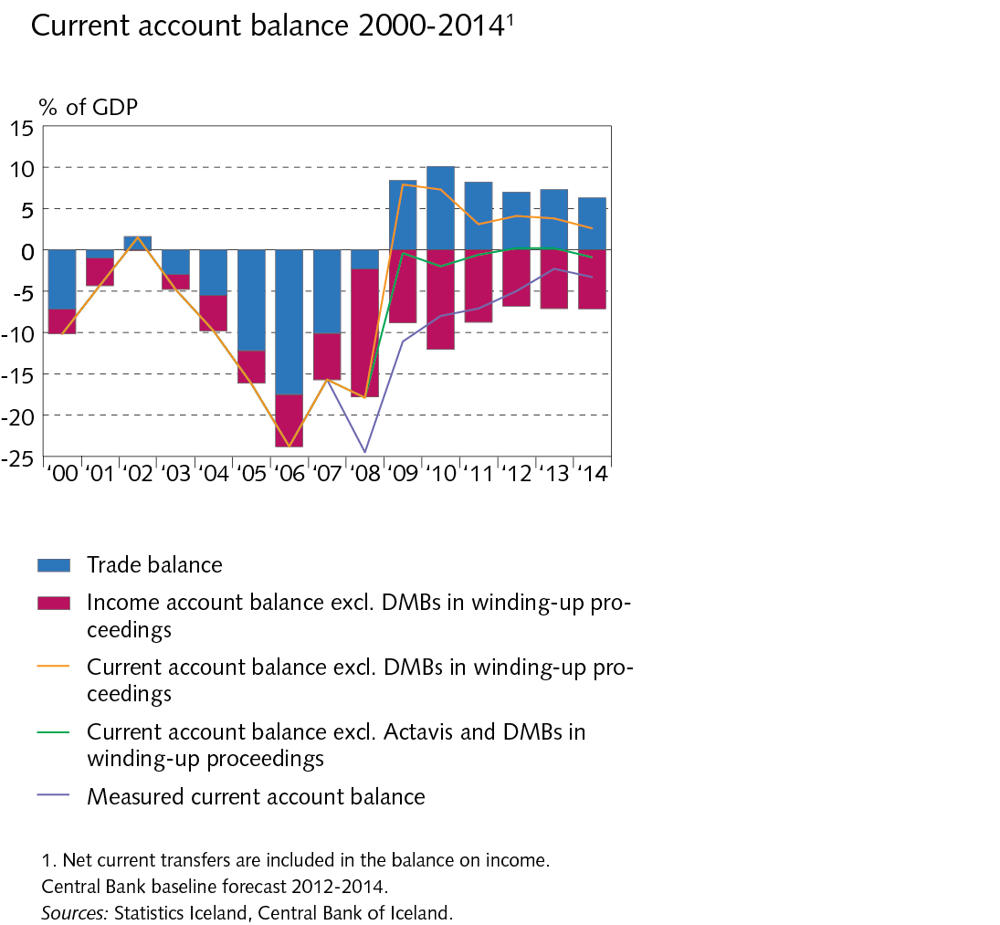 Current account balance 2000-2014¹
% of GDP
15
10
5
0
-5
-10
-15
-20
-25
‘00 ‘01 ‘02 ‘03 ‘04 ‘05 ‘06 ‘07 ‘08 ‘09 ‘10 ‘11 ‘12 ‘13 ‘14
Trade balance
Income account balance excl. DMBs in winding-up pro-
ceedings
Current account balance excl. DMBs in winding-up pro-
ceedings
Current account balance excl. Actavis and DMBs in
winding-up proceedings
Measured current account balance
1. Net current transfers are included in the balance on income.
Central Bank baseline forecast 2012-2014.
Sources: Statistics Iceland, Central Bank of Iceland.